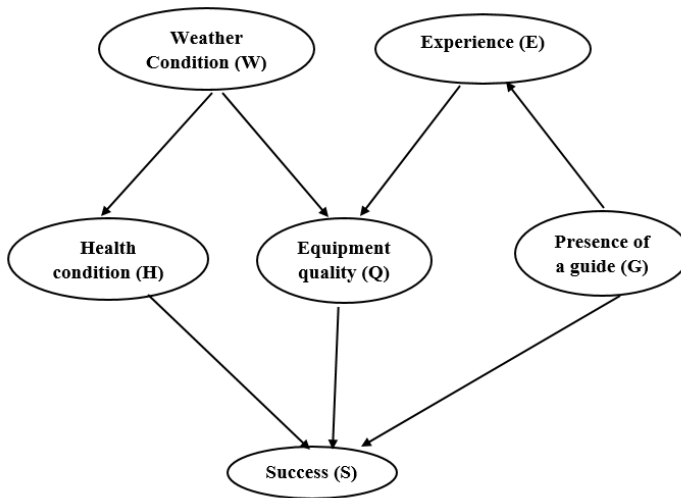 Weather
Condition (W)
Experience (E)
Health
condition (H)
Equipment
quality (Q)
Presence of
a guide (G)
Success (S)